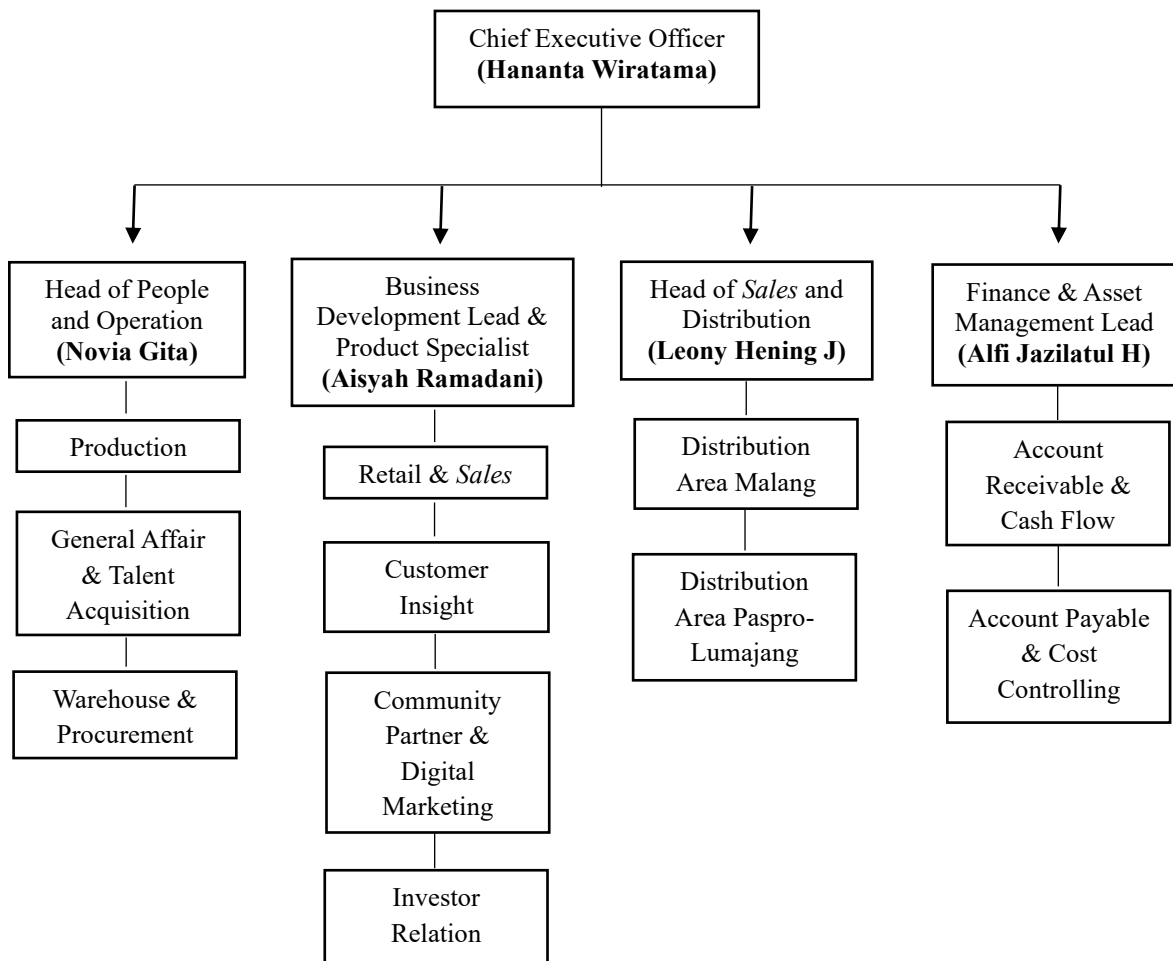 Chief Executive Officer
(Hananta Wiratama)
Head of People
and Operation
(Novia Gita)
Production
General Affair
& Talent
Acquisition
Warehouse &
Procurement
Business
Development Lead &
Product Specialist
(Aisyah Ramadani)
Retail & Sales
Customer
Insight
Community
Partner &
Digital
Marketing
Investor
Relation
Head of Sales and
Distribution
(Leony Hening J)
Distribution
Area Malang
Distribution
Area Paspro-
Lumajang
Finance & Asset
Management Lead
(Alfi Jazilatul H)
Account
Receivable &
Cash Flow
Account Payable
& Cost
Controlling